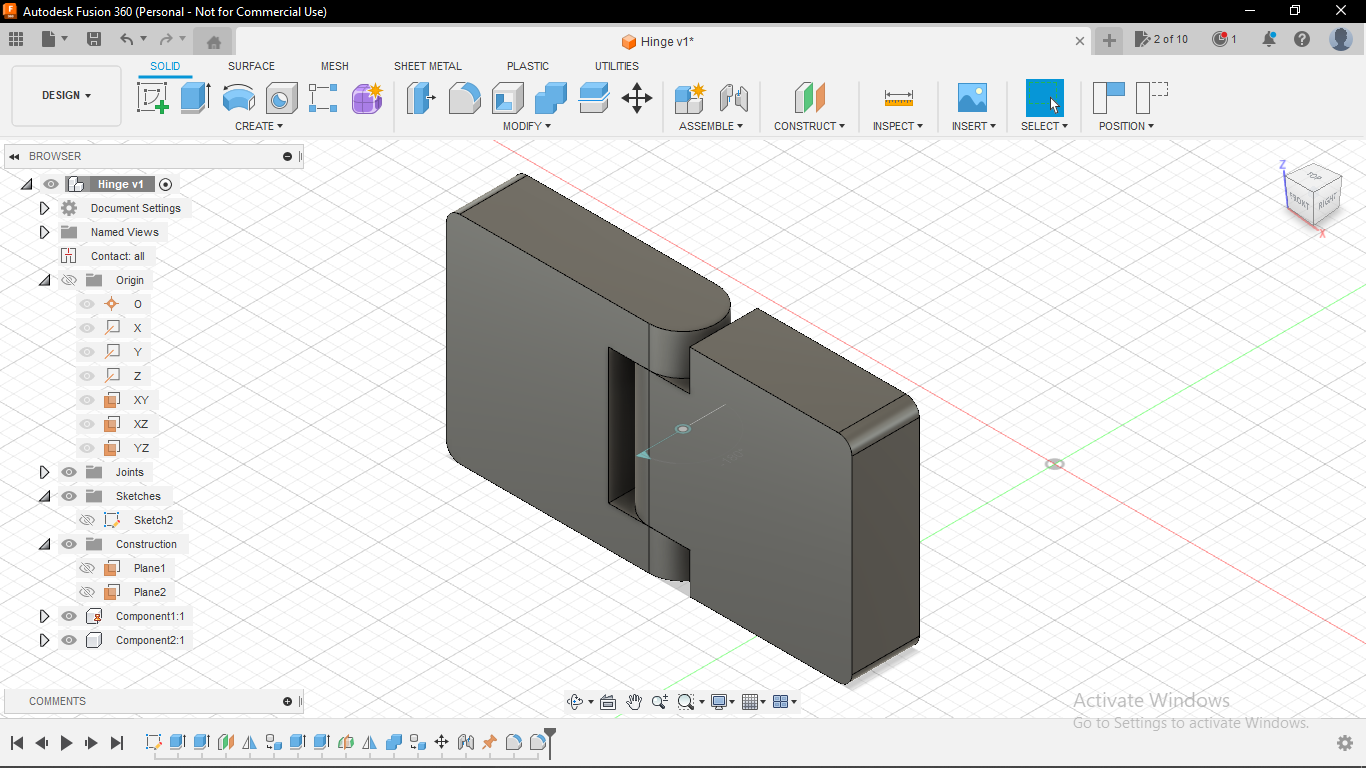 Autodesk Fusion 360 (Personal - Not for Commercial Use)
Hinge v1*
2 of 10
1
SOLID SURFACE MESH SHEET METAL PLASTIC UTILITIES
DESIGN
CREATE MODIFY ASSEMBLE CONSTRUCT INSPECT INSERT SELECT POSITION
BROWSER
Hinge v1
Document Settings
Named Views
Contact: all
Origin
O
X
Y
Z
XY
XZ
YZ
Joints
Sketches
Sketch2
Construction
Plane1
Plane2
Component1:1
Component2:1
Z
TOP
FRONT
RIGHT
X
COMMENTS
Activate Windows
Go to Settings to activate Windows.